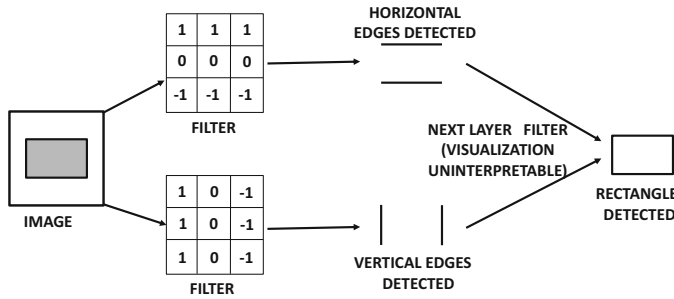 HORIZONTAL
EDGES DETECTED
1 1 1
0 0 0
-1 -1 -1
FILTER
NEXT LAYER FILTER
(VISUALIZATION
UNINTERPRETABLE)
IMAGE
1 0 -1
1 0 -1
1 0 -1
FILTER
VERTICAL EDGES
DETECTED
RECTANGLE
DETECTED